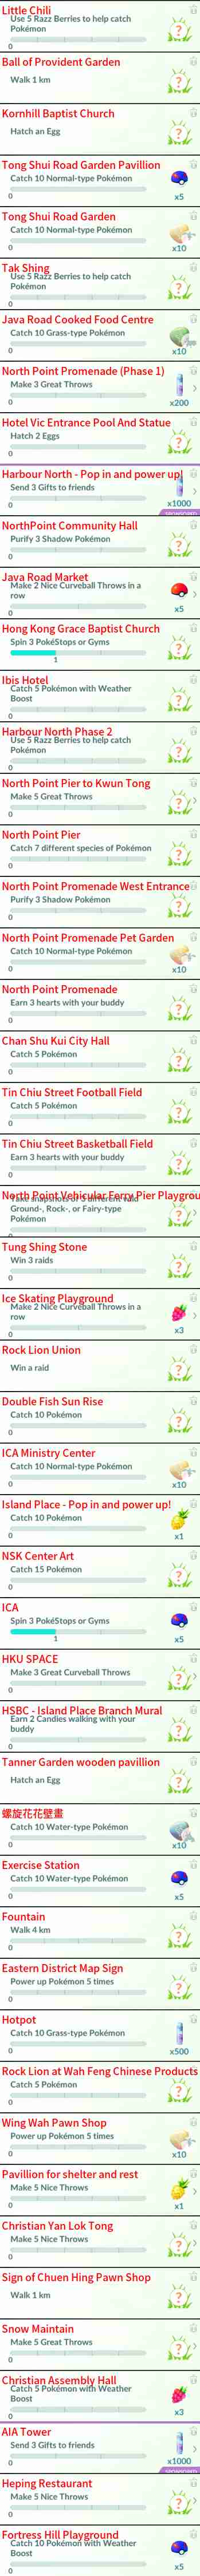 Little Chili
Use 5 Razz Berries to help catch
Pokémon
0
Ball of Provident Garden
Walk 1 km
Kornhill Baptist Church
Hatch an Egg
Tong Shui Road Garden Pavillion
Catch 10 Normal-type Pokémon
0
x5
Tong Shui Road Garden
Catch 10 Normal-type Pokémon
0
x10
Tak Shing
Use 5 Razz Berries to help catch
Pokémon
0
Java Road Cooked Food Centre
Catch 10 Grass-type Pokémon
0
x10
North Point Promenade (Phase 1)
Make 3 Great Throws
0
x200
Hotel Vic Entrance Pool And Statue
Hatch 2 Eggs
0
Harbour North - Pop in and power up!
Send 3 Gifts to friends
0
x1000
NorthPoint Community Hall
Purify 3 Shadow Pokémon
0
Java Road Market
Make 2 Nice Curveball Throws in a
row
0
x5
Hong Kong Grace Baptist Church
Spin 3 PokéStops or Gyms
1
Ibis Hotel
Catch 5 Pokémon with Weather
Boost
0
Harbour North Phase 2
Use 5 Razz Berries to help catch
Pokémon
0
North Point Pier to Kwun Tong
Make 5 Great Throws
0
North Point Pier
Catch 7 different species of Pokémon
0
North Point Promenade West Entrance
Purify 3 Shadow Pokémon
0
North Point Promenade Pet Garden
Catch 10 Normal-type Pokémon
0
x10
North Point Promenade
Earn 3 hearts with your buddy
0
Chan Shu Kui City Hall
Catch 5 Pokémon
0
Tin Chiu Street Football Field
Catch 5 Pokémon
0
Tin Chiu Street Basketball Field
Earn 3 hearts with your buddy
0
North Point Vehicular Ferry Pier Playgrou
Take snapshots of 3 different wild
Ground-, Rock-, or Fairy-type
Pokémon
0
Tung Shing Stone
Win 3 raids
0
Ice Skating Playground
Make 2 Nice Curveball Throws in a
row
0
x3
Rock Lion Union
Win a raid
Double Fish Sun Rise
Catch 10 Pokémon
0
ICA Ministry Center
Catch 10 Normal-type Pokémon
0
x10
Island Place - Pop in and power up!
Catch 10 Pokémon
0
x1
NSK Center Art
Catch 15 Pokémon
0
ICA
Spin 3 PokéStops or Gyms
1
x5
HKU SPACE
Make 3 Great Curveball Throws
0
HSBC - Island Place Branch Mural
Earn 2 Candies walking with your
buddy
0
Tanner Garden wooden pavillion
Hatch an Egg
螺旋花花壁畫
Catch 10 Water-type Pokémon
0
x10
Exercise Station
Catch 10 Water-type Pokémon
0
x5
Fountain
Walk 4 km
0
Eastern District Map Sign
Power up Pokémon 5 times
0
Hotpot
Catch 10 Grass-type Pokémon
0
x500
Rock Lion at Wah Feng Chinese Products
Catch 5 Pokémon
0
Wing Wah Pawn Shop
Power up Pokémon 5 times
0
x10
Pavillion for shelter and rest
Make 5 Nice Throws
0
x1
Christian Yan Lok Tong
Make 5 Nice Throws
0
Sign of Chuen Hing Pawn Shop
Walk 1 km
Snow Maintain
Make 5 Great Throws
0
Christian Assembly Hall
Catch 5 Pokémon with Weather
Boost
0
x3
AIA Tower
Send 3 Gifts to friends
0
x1000
Heping Restaurant
Make 5 Nice Throws
0
Fortress Hill Playground
Catch 10 Pokémon with Weather
Boost
0
x5